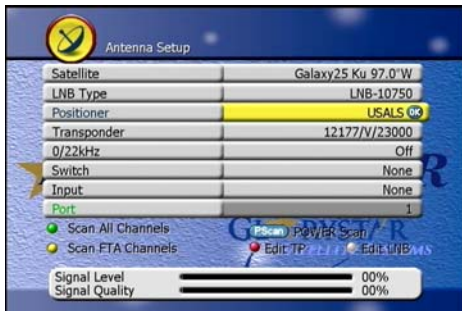 Antenna Setup
Satellite Galaxy25 Ku 97.0°W
LNB Type LNB-10750
Positioner USALS OK
Transponder 12177/V/23000
0/22kHz Off
Switch None
Input None
Port 1
Scan All Channels P.Scan POWER Scan
Scan FTA Channels Edit TP Edit LNB
Signal Level 00%
Signal Quality 00%